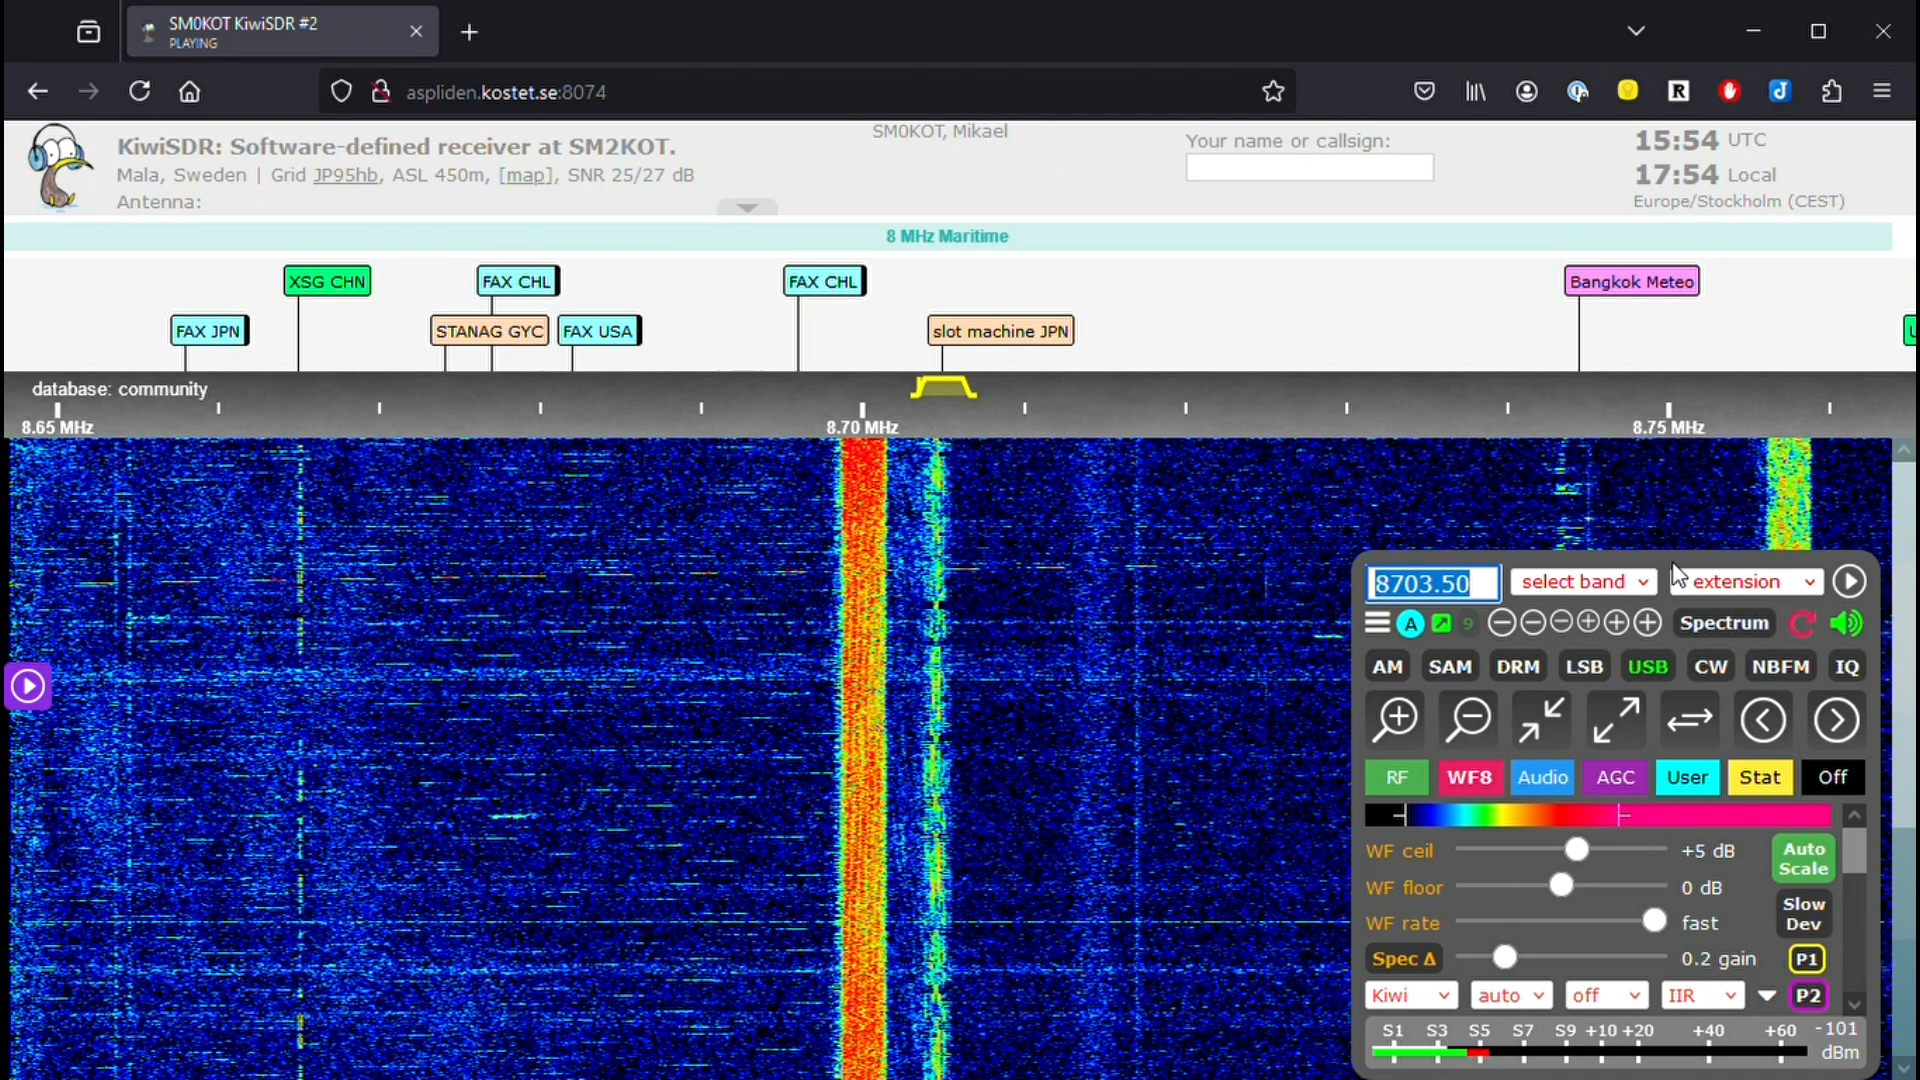 SM0KOT KiwiSDR #2
PLAYING
aspliden.kostet.se:8074
KiwiSDR: Software-defined receiver at SM2KOT.
Mala, Sweden | Grid JP95hb, ASL 450m, [map], SNR 25/27 dB
Antenna:
SM0KOT, Mikael
Your name or callsign:
15:54 UTC
17:54 Local
Europe/Stockholm (CEST)
8 MHz Maritime
XSG CHN
FAX CHL
FAX CHL
Bangkok Meteo
FAX JPN
STANAG GYC
FAX USA
slot machine JPN
database: community
8.65 MHz
8.70 MHz
8.75 MHz
8703.50
select band
extension
A
9
Spectrum
AM SAM DRM LSB USB CW NBFM IQ
RF WF8 Audio AGC User Stat Off
WF ceil +5 dB
Auto Scale
WF floor 0 dB
WF rate fast
Slow Dev
Spec Δ 0.2 gain
P1
Kiwi auto off IIR P2
S1 S3 S5 S7 S9 +10 +20 +40 +60 -101 dBm